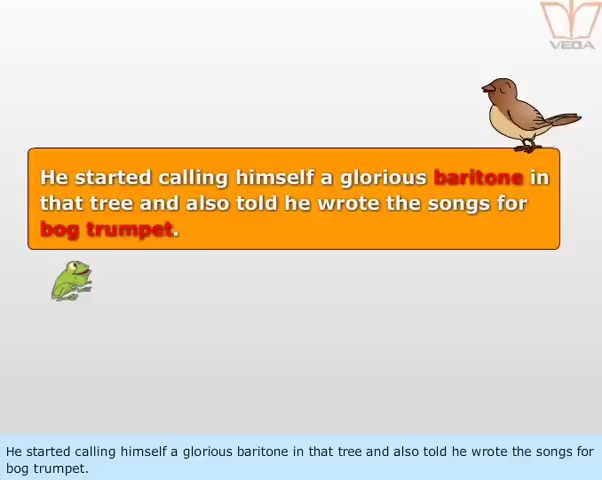 VEDA
He started calling himself a glorious baritone in
that tree and also told he wrote the songs for
bog trumpet.
He started calling himself a glorious baritone in that tree and also told he wrote the songs for
bog trumpet.